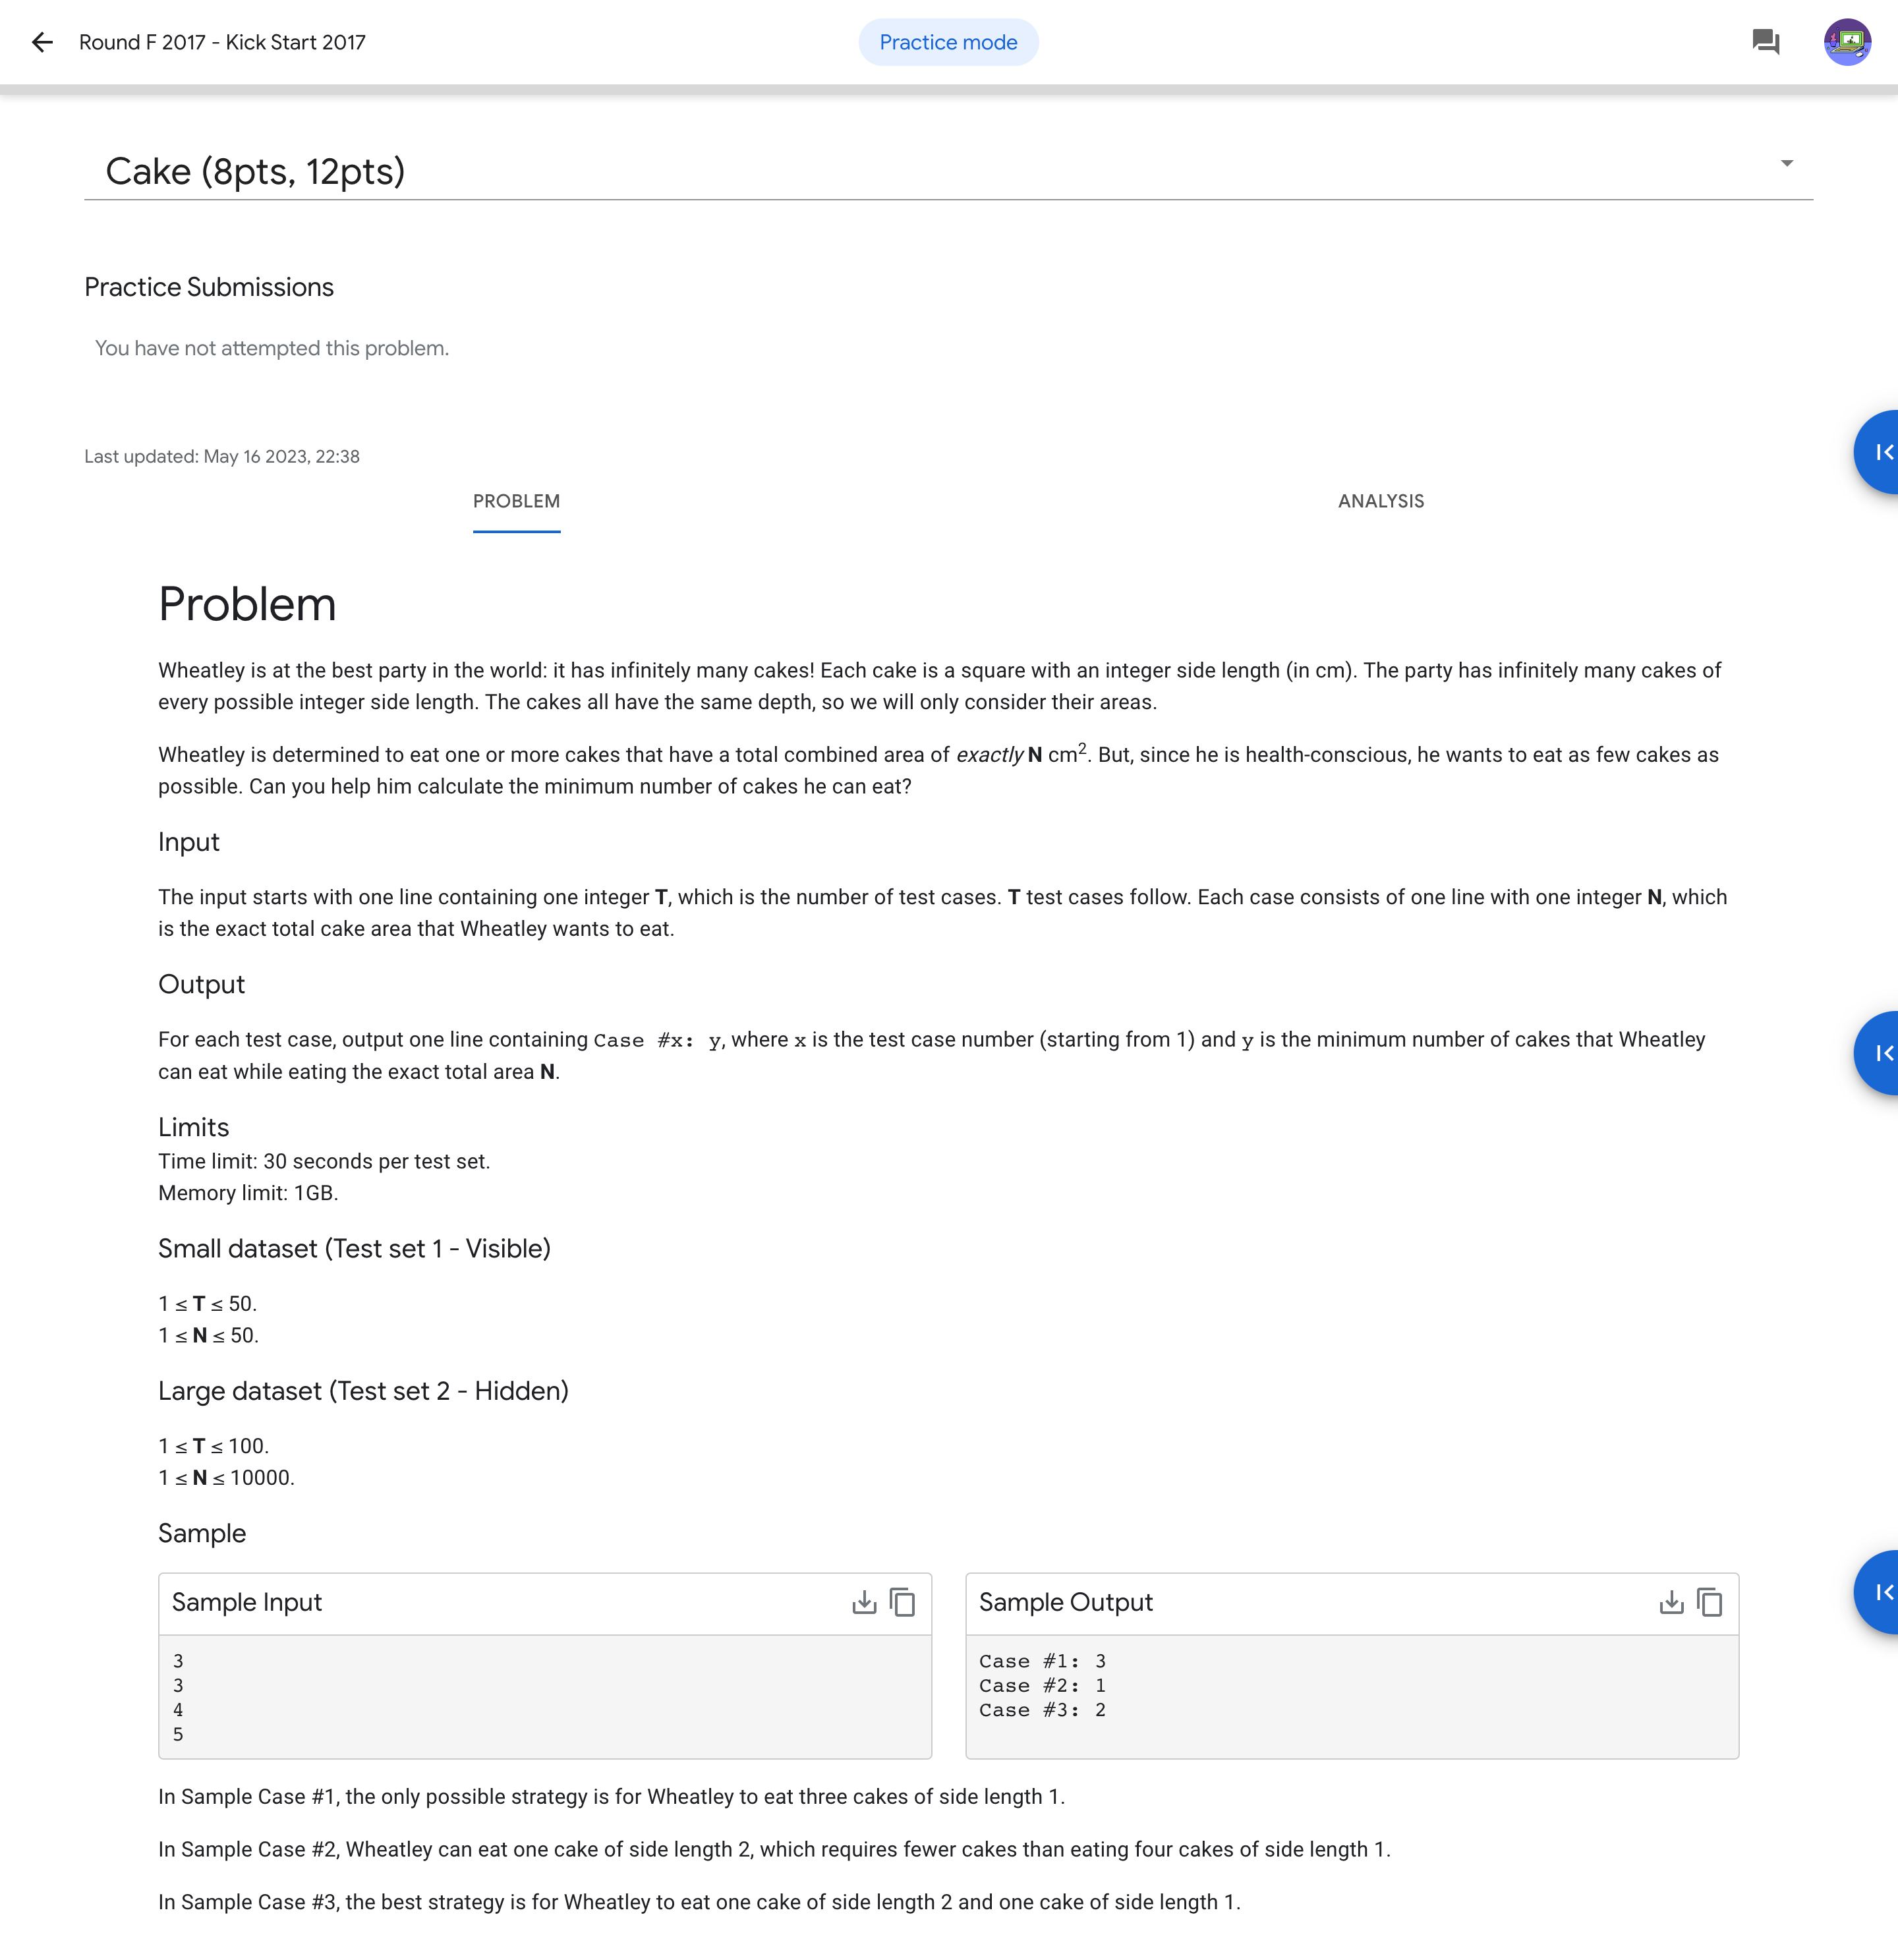 Round F 2017 - Kick Start 2017
Practice mode
Cake (8pts, 12pts)
Practice Submissions
You have not attempted this problem.
Last updated: May 16 2023, 22:38
PROBLEM
ANALYSIS
Problem
Wheatley is at the best party in the world: it has infinitely many cakes! Each cake is a square with an integer side length (in cm). The party has infinitely many cakes of
every possible integer side length. The cakes all have the same depth, so we will only consider their areas.
Wheatley is determined to eat one or more cakes that have a total combined area of exactly N cm2. But, since he is health-conscious, he wants to eat as few cakes as
possible. Can you help him calculate the minimum number of cakes he can eat?
Input
The input starts with one line containing one integer T, which is the number of test cases. T test cases follow. Each case consists of one line with one integer N, which
is the exact total cake area that Wheatley wants to eat.
Output
For each test case, output one line containing Case #x: y, where x is the test case number (starting from 1) and y is the minimum number of cakes that Wheatley
can eat while eating the exact total area N.
Limits
Time limit: 30 seconds per test set.
Memory limit: 1GB.
Small dataset (Test set 1 - Visible)
1 ≤ T ≤ 50.
1 ≤ N ≤ 50.
Large dataset (Test set 2 - Hidden)
1 ≤ T ≤ 100.
1 ≤ N ≤ 10000.
Sample
Sample Input
3
3
4
5
Sample Output
Case #1: 3
Case #2: 1
Case #3: 2
In Sample Case #1, the only possible strategy is for Wheatley to eat three cakes of side length 1.
In Sample Case #2, Wheatley can eat one cake of side length 2, which requires fewer cakes than eating four cakes of side length 1.
In Sample Case #3, the best strategy is for Wheatley to eat one cake of side length 2 and one cake of side length 1.